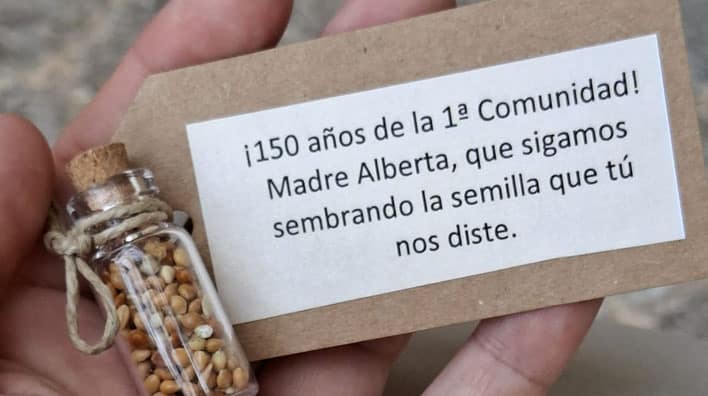 ¡150 años de la 1ª Comunidad!
Madre Alberta, que sigamos
sembrando la semilla que tú
nos diste.